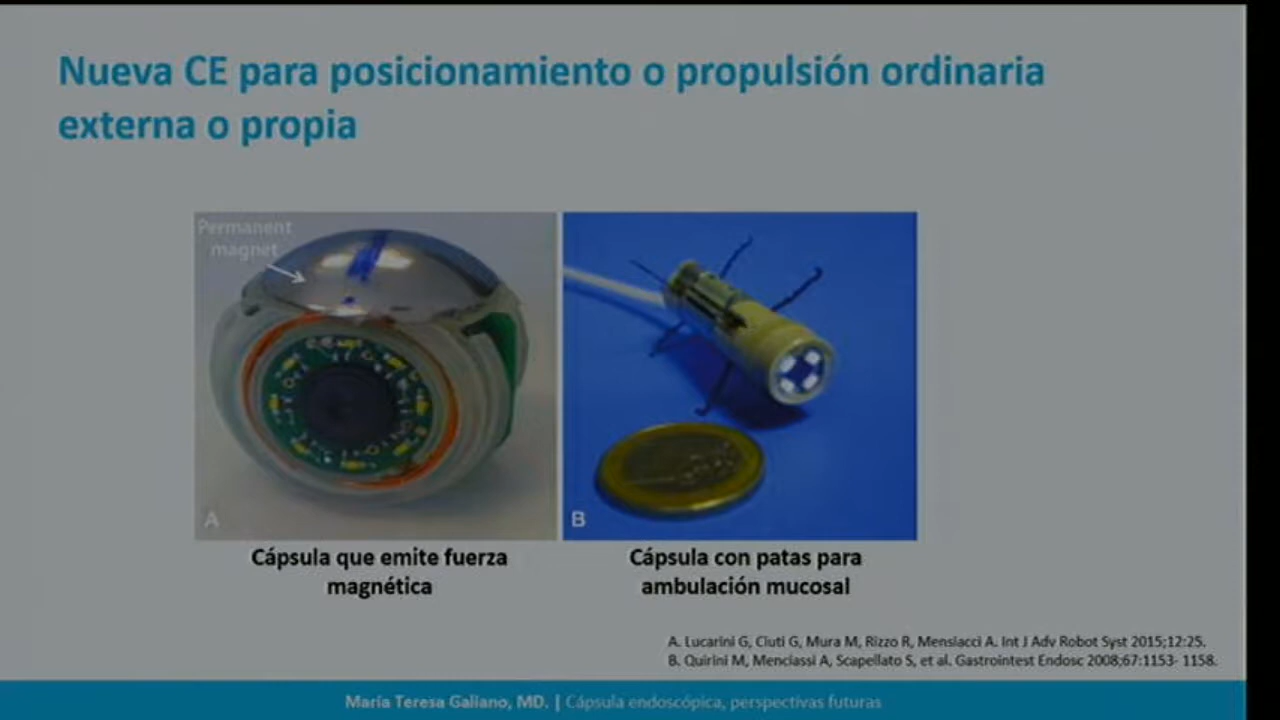 Nueva CE para posicionamiento o propulsión ordinaria
externa o propia
Permanent
magnet
A
B
Cápsula que emite fuerza
magnética
Cápsula con patas para
ambulación mucosal
A. Lucarini G, Ciuti G, Mura M, Rizzo R, Mensiacci A. Int J Adv Robot Syst 2015;12:25.
B. Quirini M, Menciassi A, Scapellato S, et al. Gastrointest Endosc 2008;67:1153- 1158.
María Teresa Galiano, MD. | Cápsula endoscópica, perspectivas futuras